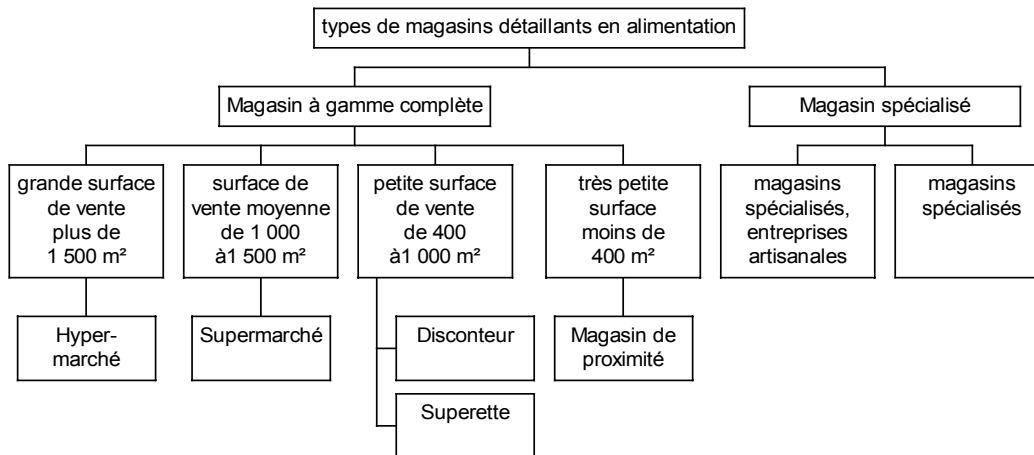 types de magasins détaillants en alimentation
Magasin à gamme complète
Magasin spécialisé
grande surface
de vente
plus de
1 500 m²
surface de
vente moyenne
de 1 000
à1 500 m²
petite surface
de vente
de 400
à1 000 m²
très petite
surface
moins de
400 m²
magasins
spécialisés,
entreprises
artisanales
magasins
spécialisés
Hyper-
marché
Supermarché
Disconteur
Magasin de
proximité
Superette